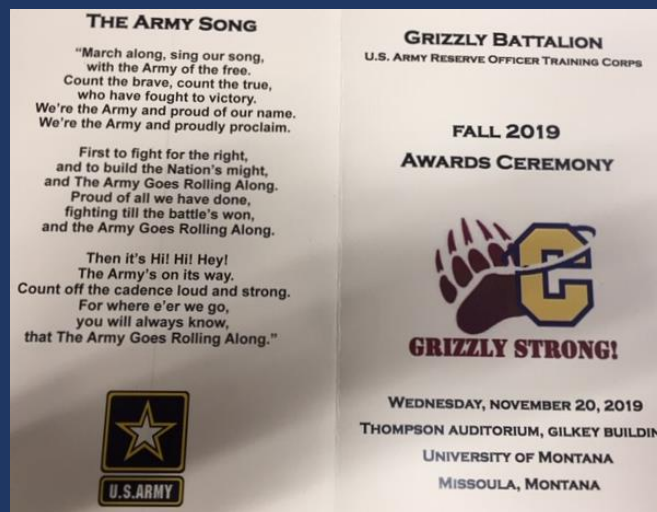 THE ARMY SONG
“March along, sing our song,
with the Army of the free.
Count the brave, count the true,
who have fought to victory.
We’re the Army and proud of our name.
We’re the Army and proudly proclaim.
First to fight for the right,
and to build the Nation’s might,
and The Army Goes Rolling Along.
Proud of all we have done,
fighting till the battle’s won,
and the Army Goes Rolling Along.
Then it’s Hi! Hi! Hey!
The Army’s on its way.
Count off the cadence loud and strong.
For where e’er we go,
you will always know,
that The Army Goes Rolling Along.”
U.S.ARMY
GRIZZLY BATTALION
U.S. ARMY RESERVE OFFICER TRAINING CORPS
FALL 2019
AWARDS CEREMONY
C
GRIZZLY STRONG!
WEDNESDAY, NOVEMBER 20, 2019
THOMPSON AUDITORIUM, GILKEY BUILDIN
UNIVERSITY OF MONTANA
MISSOULA, MONTANA